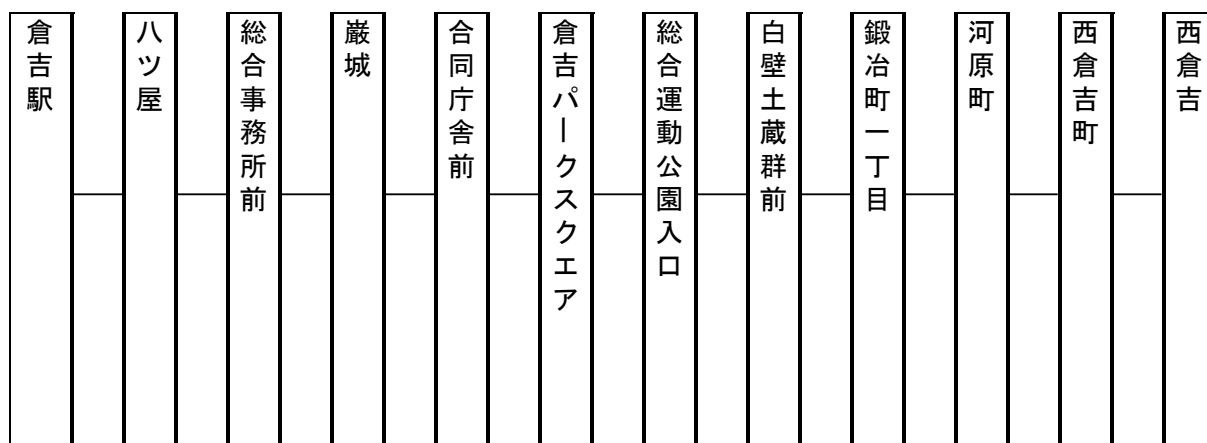 倉吉駅
八ツ屋
総合事務所前
巌城
合同庁舎前
倉吉パークスクエア
総合運動公園入口
白壁土蔵群前
鍛冶町一丁目
河原町
西倉吉町
西倉吉